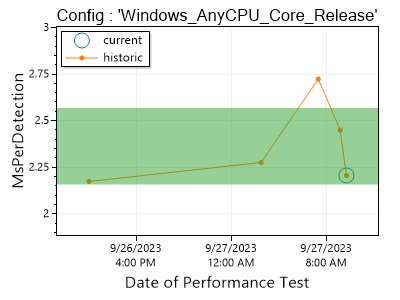 Config : 'Windows_AnyCPU_Core_Release'
current
historic
MsPerDetection
3
2.75
2.5
2.25
2
9/26/2023
4:00 PM
9/27/2023
12:00 AM
9/27/2023
8:00 AM
Date of Performance Test